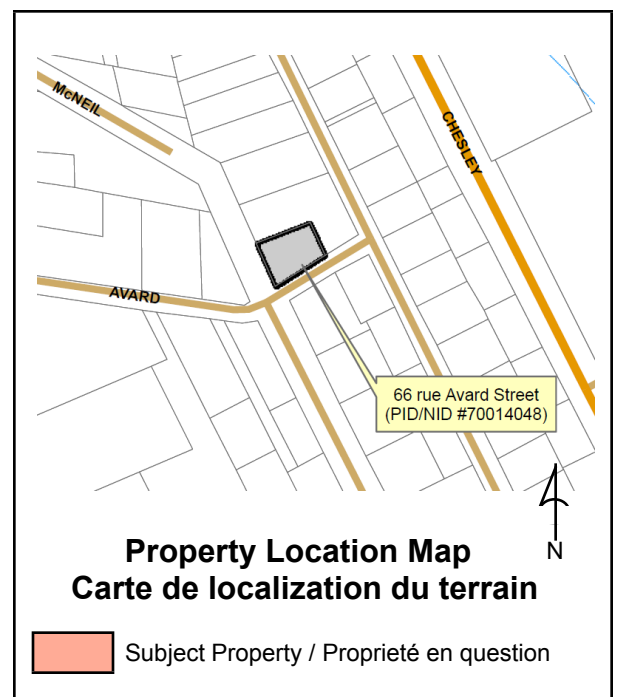 McNEIL
CHESLEY
AVARD
66 rue Avard Street
(PID/NID #70014048)
N
Property Location Map
Carte de localization du terrain
Subject Property / Proprieté en question